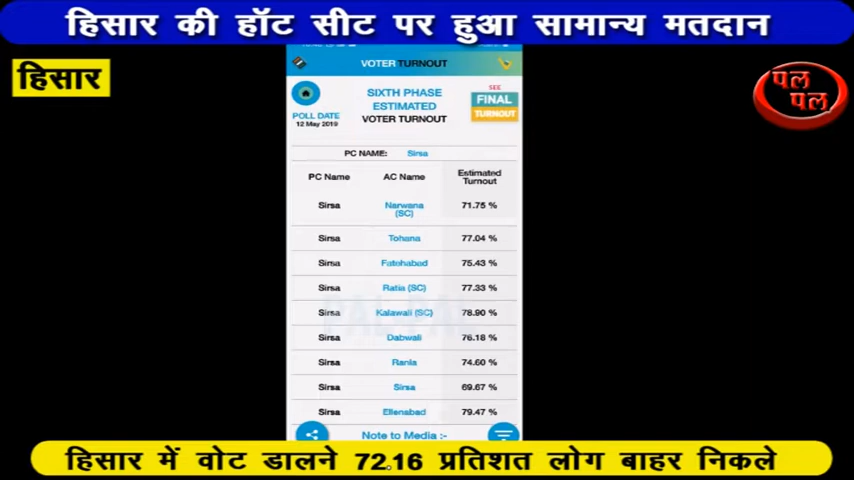 हिसार की हॉट सीट पर हुआ सामान्य मतदान
हिसार
पल
पल
VOTER TURNOUT
POLL DATE
12 May 2019
SIXTH PHASE
ESTIMATED
VOTER TURNOUT
SEE
FINAL
TURNOUT
PC NAME: Sirsa
PC Name AC Name Estimated Turnout
Sirsa Narwana (SC) 71.75 %
Sirsa Tohana 77.04 %
Sirsa Fatehabad 75.43 %
Sirsa Ratia (SC) 77.33 %
Sirsa Kalawali (SC) 78.90 %
Sirsa Dabwali 76.18 %
Sirsa Rania 74.60 %
Sirsa Sirsa 69.67 %
Sirsa Ellenabad 79.47 %
PAL PAL
Note to Media :-
हिसार में वोट डालने 72.16 प्रतिशत लोग बाहर निकले